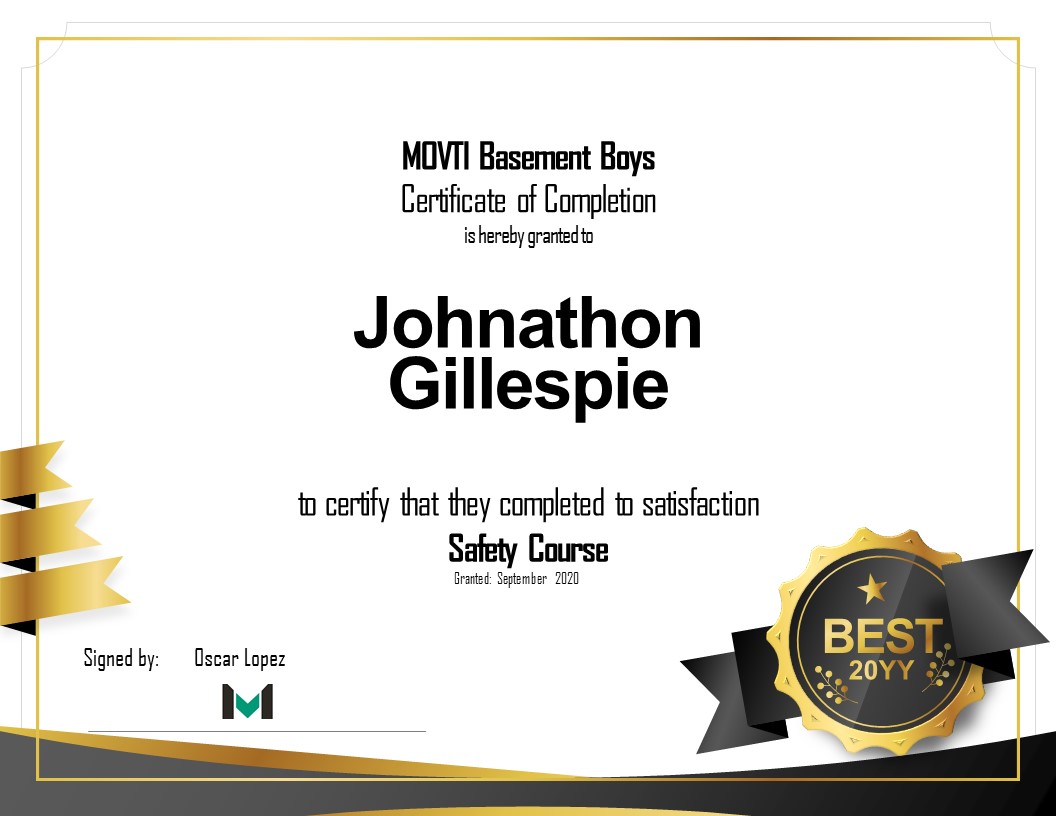 MOVTI Basement Boys
Certificate of Completion
is hereby granted to
Johnathon
Gillespie
to certify that they completed to satisfaction
Safety Course
Granted: September 2020
Signed by: Oscar Lopez
BEST
20YY